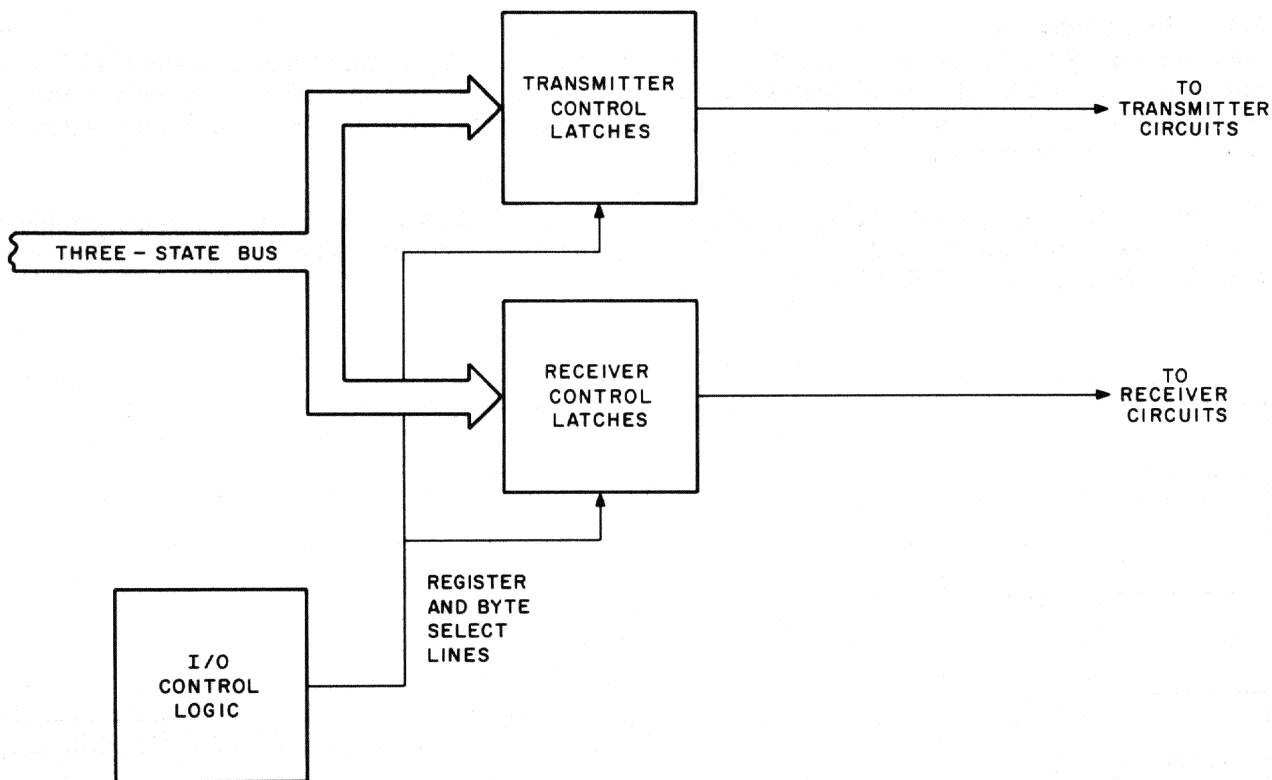 TRANSMITTER
CONTROL
LATCHES
TO
TRANSMITTER
CIRCUITS
THREE - STATE BUS
RECEIVER
CONTROL
LATCHES
TO
RECEIVER
CIRCUITS
REGISTER
AND BYTE
SELECT
LINES
I/O
CONTROL
LOGIC